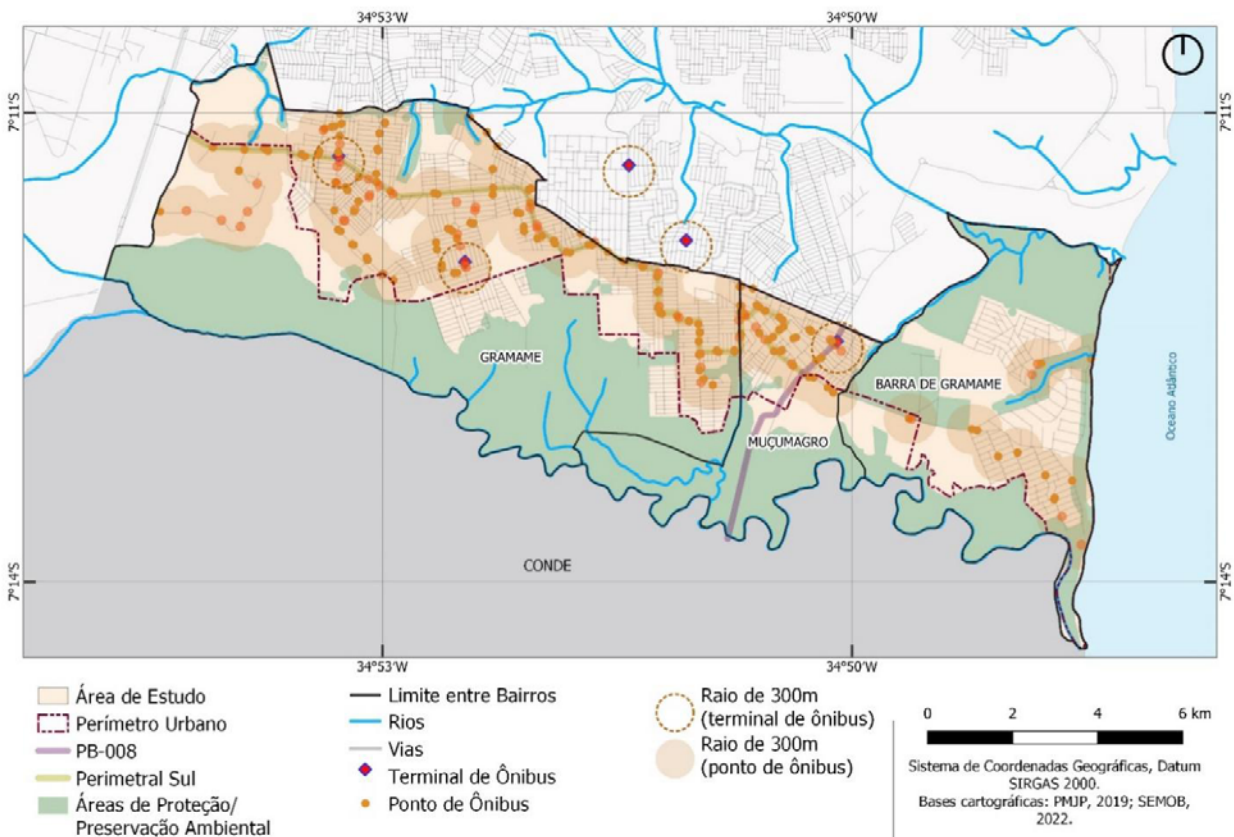 34°53'W
34°50'W
7°11'S
7°11'S
GRAMAME
BARRA DE GRAMAME
MUÇUMAGRO
Oceano Atlântico
CONDE
7°14'S
7°14'S
34°53'W
34°50'W
Área de Estudo
Perímetro Urbano
PB-008
Perimetral Sul
Áreas de Proteção/
Preservação Ambiental
Limite entre Bairros
Rios
Vias
Terminal de Ônibus
Ponto de Ônibus
Raio de 300m
(terminal de ônibus)
Raio de 300m
(ponto de ônibus)
0 2 4 6 km
Sistema de Coordenadas Geográficas, Datum
SIRGAS 2000.
Bases cartográficas: PMJP, 2019; SEMOB,
2022.